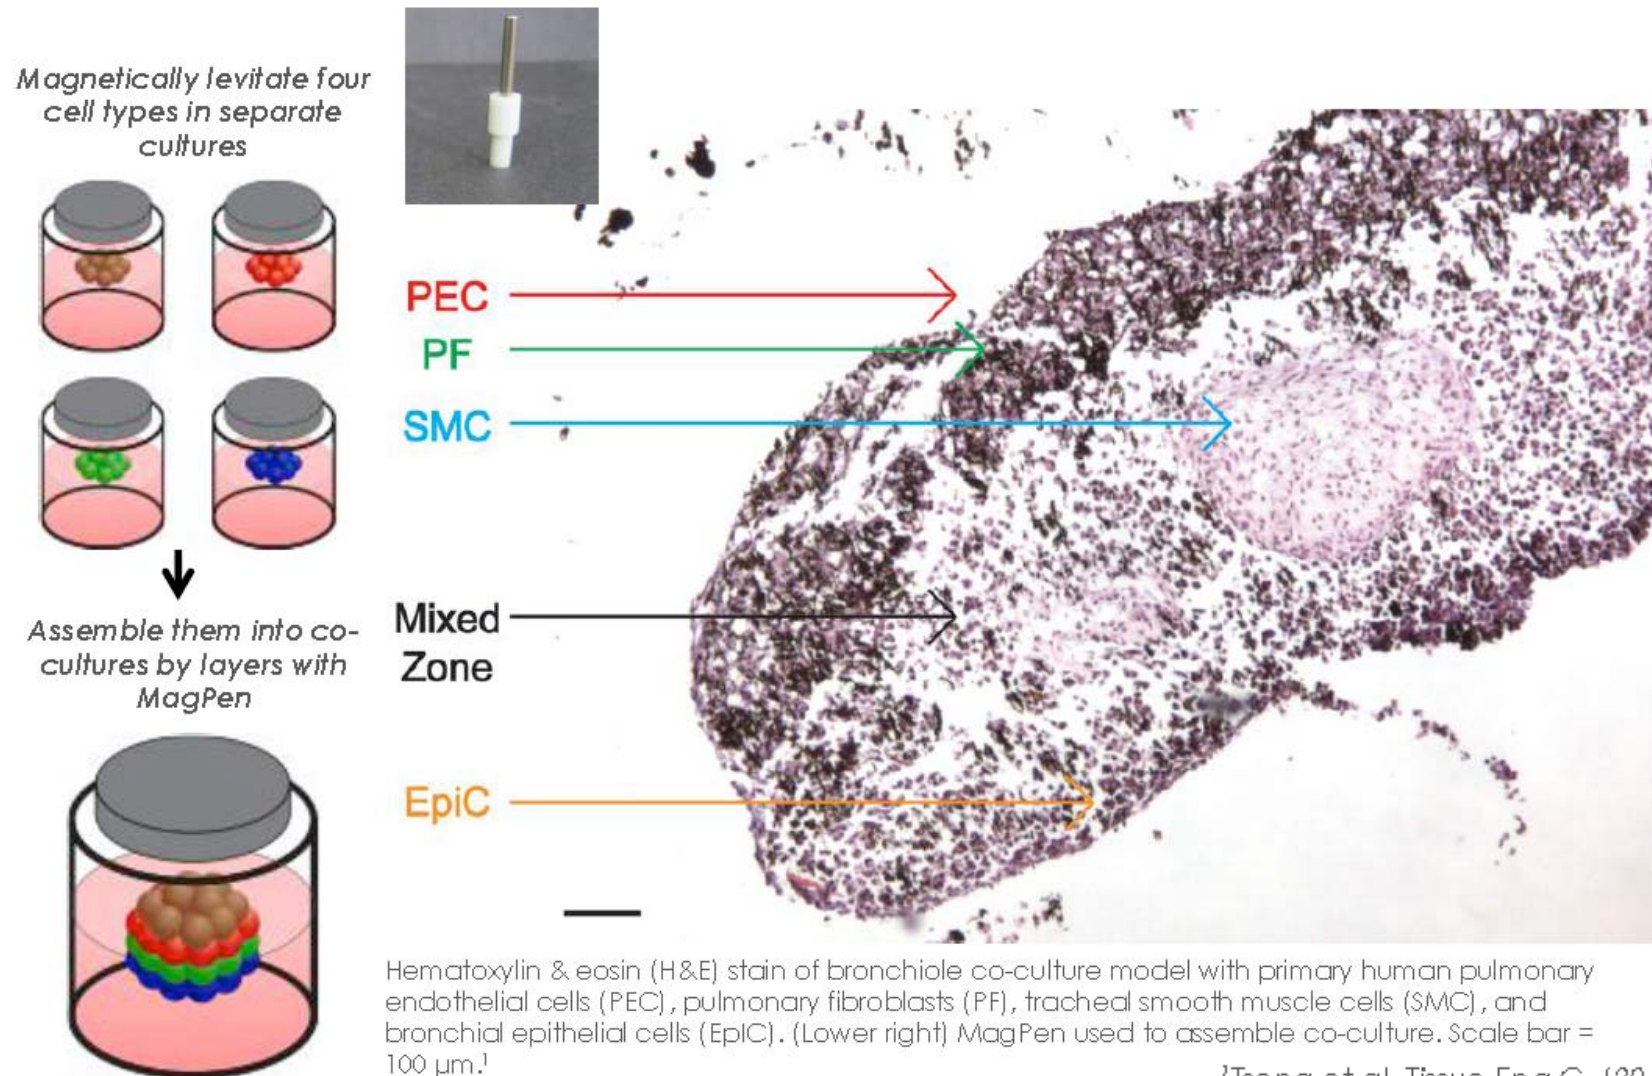 Magnetically levitate four
cell types in separate
cultures
Assemble them into co-
cultures by layers with
MagPen
PEC
PF
SMC
Mixed
Zone
EpiC
Hematoxylin & eosin (H&E) stain of bronchiole co-culture model with primary human pulmonary
endothelial cells (PEC), pulmonary fibroblasts (PF), tracheal smooth muscle cells (SMC), and
bronchial epithelial cells (EpiC). (Lower right) MagPen used to assemble co-culture. Scale bar =
100 µm.¹